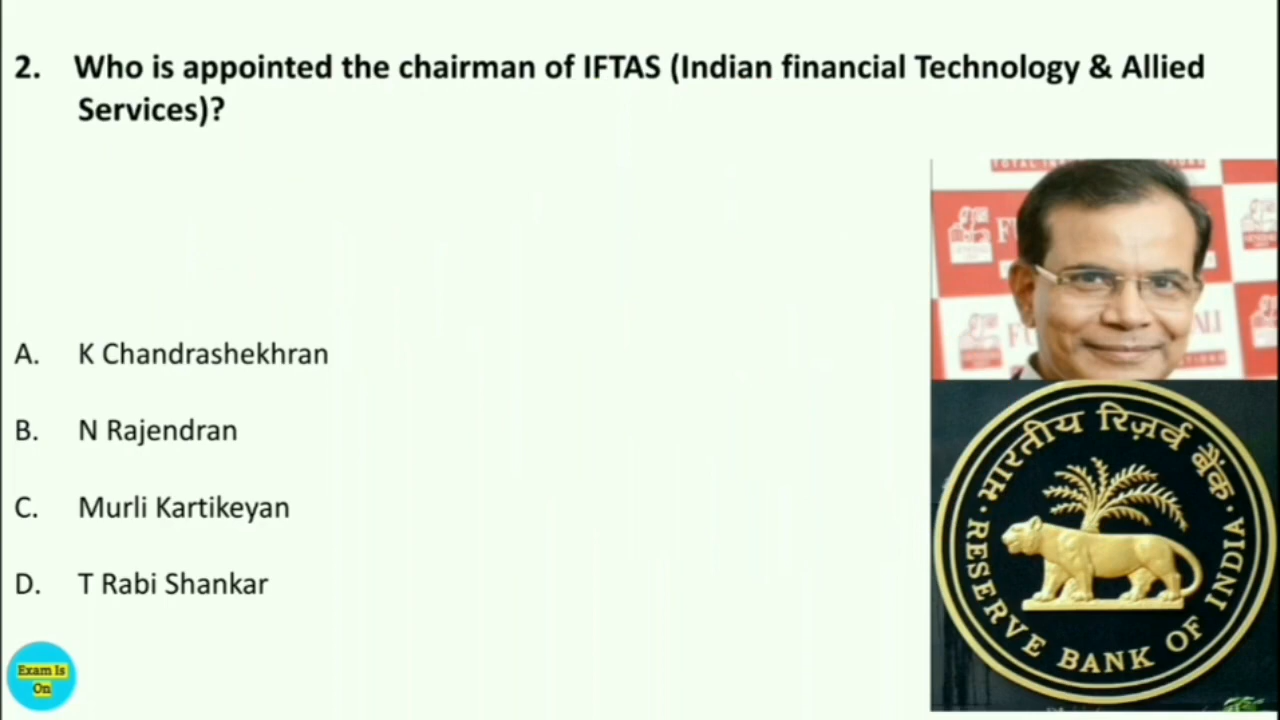 2. Who is appointed the chairman of IFTAS (Indian financial Technology & Allied
Services)?
A. K Chandrashekhran
B. N Rajendran
C. Murli Kartikeyan
D. T Rabi Shankar
भारतीय रिज़र्व बैंक
RESERVE BANK OF INDIA
Exam Is
On